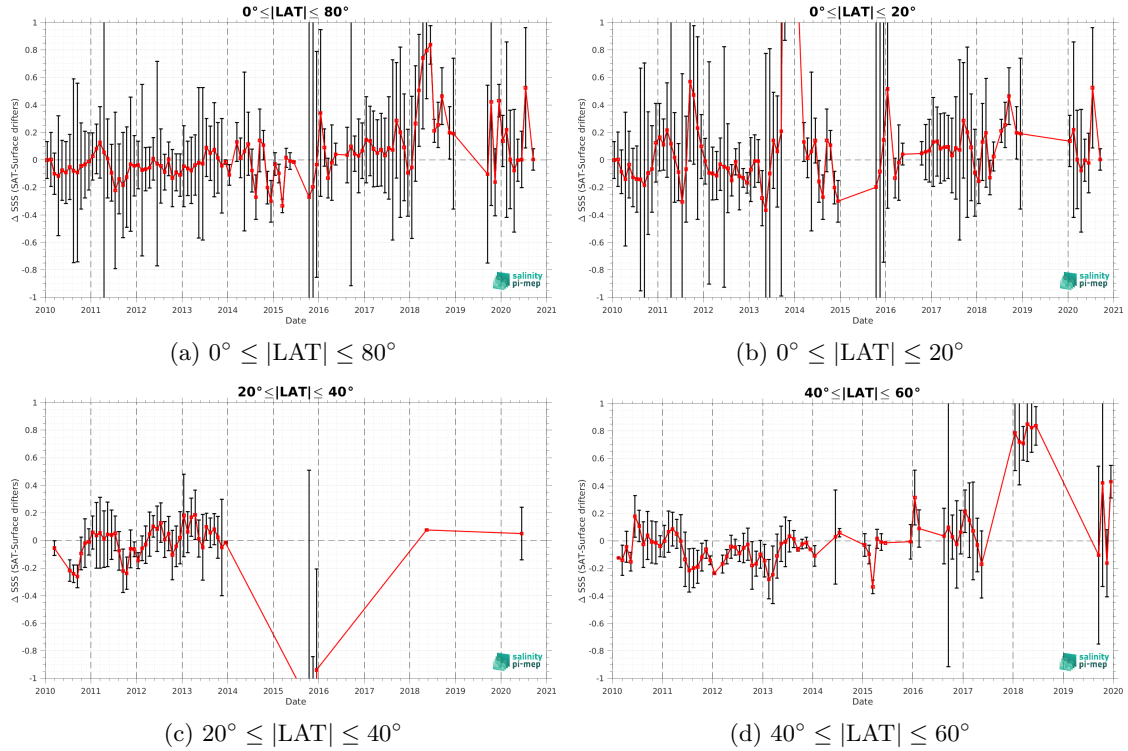 0°≤|LAT|≤ 80°
Δ SSS (SAT-Surface drifters)
1
0.8
0.6
0.4
0.2
0
-0.2
-0.4
-0.6
-0.8
-1
2010 2011 2012 2013 2014 2015 2016 2017 2018 2019 2020 2021
Date
salinity
pi-mep
(a) 0° ≤ |LAT| ≤ 80°
0°≤|LAT|≤ 20°
Δ SSS (SAT-Surface drifters)
1
0.8
0.6
0.4
0.2
0
-0.2
-0.4
-0.6
-0.8
-1
2010 2011 2012 2013 2014 2015 2016 2017 2018 2019 2020 2021
Date
salinity
pi-mep
(b) 0° ≤ |LAT| ≤ 20°
20°≤|LAT|≤ 40°
Δ SSS (SAT-Surface drifters)
1
0.8
0.6
0.4
0.2
0
-0.2
-0.4
-0.6
-0.8
-1
2010 2011 2012 2013 2014 2015 2016 2017 2018 2019 2020 2021
Date
salinity
pi-mep
(c) 20° ≤ |LAT| ≤ 40°
40°≤|LAT|≤ 60°
Δ SSS (SAT-Surface drifters)
1
0.8
0.6
0.4
0.2
0
-0.2
-0.4
-0.6
-0.8
-1
2010 2011 2012 2013 2014 2015 2016 2017 2018 2019 2020
Date
salinity
pi-mep
(d) 40° ≤ |LAT| ≤ 60°